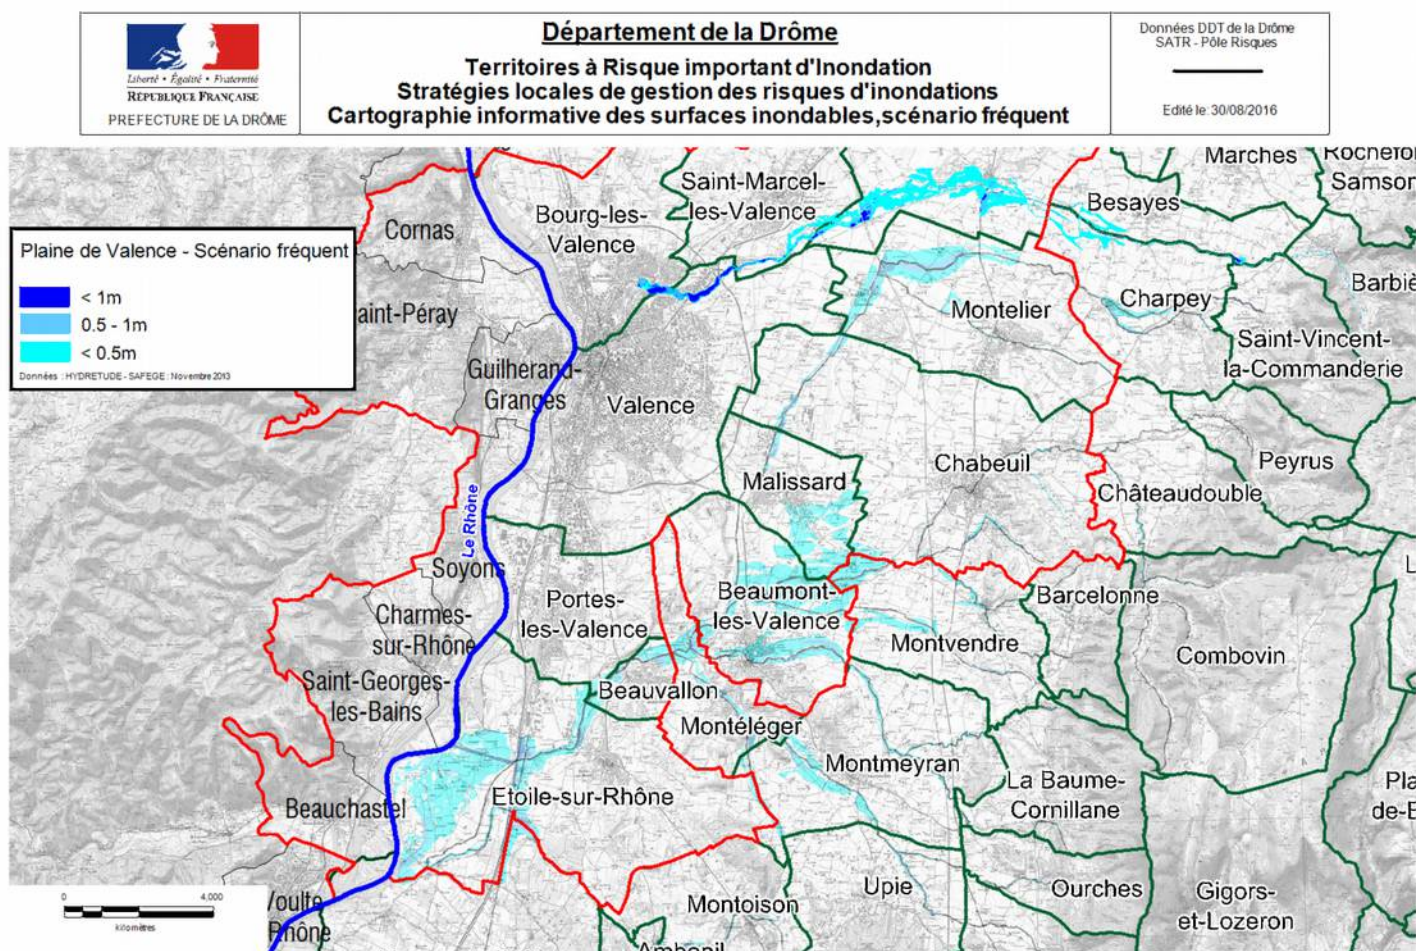 Liberté • Égalité • Fraternité
RÉPUBLIQUE FRANÇAISE
PREFECTURE DE LA DRÔME
Département de la Drôme
Territoires à Risque important d'Inondation
Stratégies locales de gestion des risques d'inondations
Cartographie informative des surfaces inondables,scénario fréquent
Données DDT de la Drôme
SATR - Pôle Risques
Edité le: 30/08/2016
Plaine de Valence - Scénario fréquent
< 1m
0.5 - 1m
< 0.5m
Données : HYDRETUDE - SAFEGE : Novembre 2013
Marches
Rochefor
Samson
Saint-Marcel-
les-Valence
Besayes
Bourg-les-
Valence
Cornas
Barbiè
Charpey
Montelier
aint-Péray
Saint-Vincent-
la-Commanderie
Guilherand-
Granges
Valence
Peyrus
Chabeuil
Malissard
Châteaudouble
Le Rhône
Soyons
Portes-
les-Valence
Beaumont-
les-Valence
Barcelonne
L
Charmes-
sur-Rhône
Montvendre
Combovin
Saint-Georges-
les-Bains
Beauvallon
Montéléger
Montmeyran
La Baume-
Cornillane
Pla
de-B
Etoile-sur-Rhône
Beauchastel
Upie
Ourches
Gigors-
et-Lozeron
Montoison
Voulte
Rhône
Ambonil
0
4,000
kilomètres